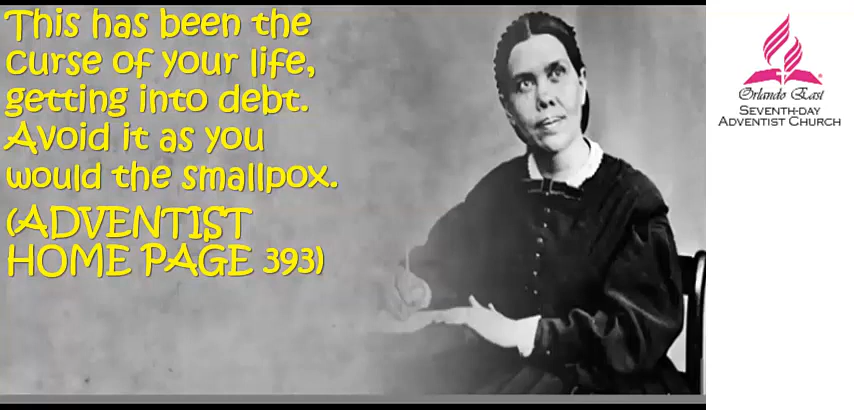 This has been the
curse of your life,
getting into debt.
Avoid it as you
would the smallpox.
(ADVENTIST
HOME PAGE 393)
Orlando East
SEVENTH-DAY
ADVENTIST CHURCH